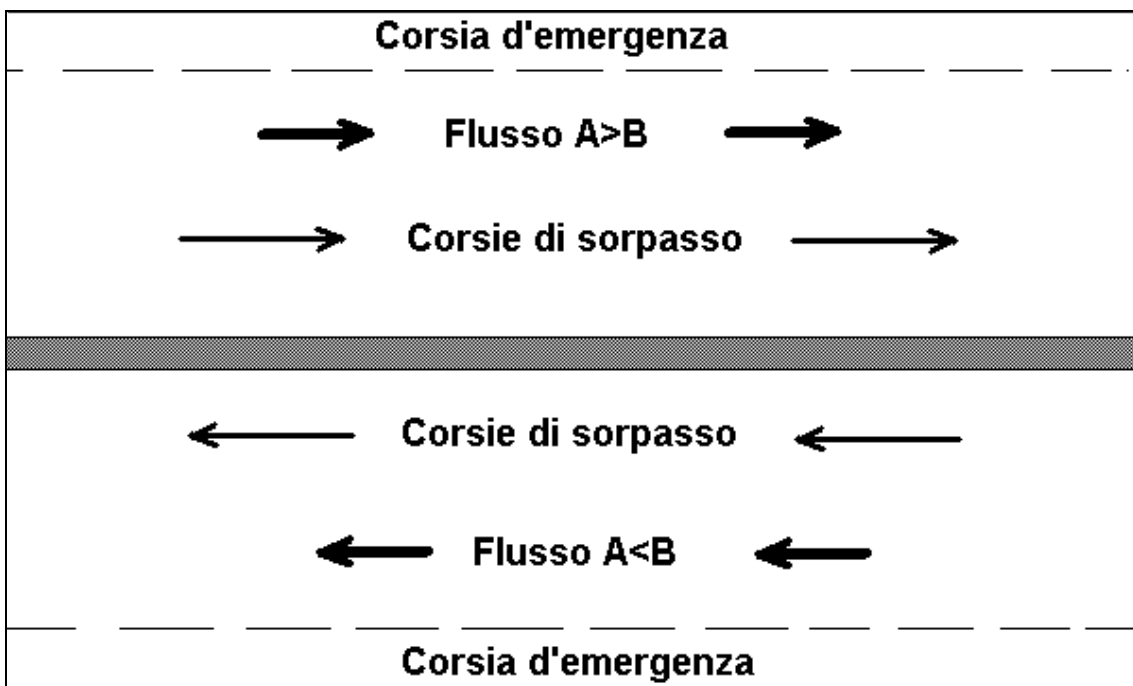 Corsia d'emergenza
Flusso A>B
Corsie di sorpasso
Corsie di sorpasso
Flusso A<B
Corsia d'emergenza